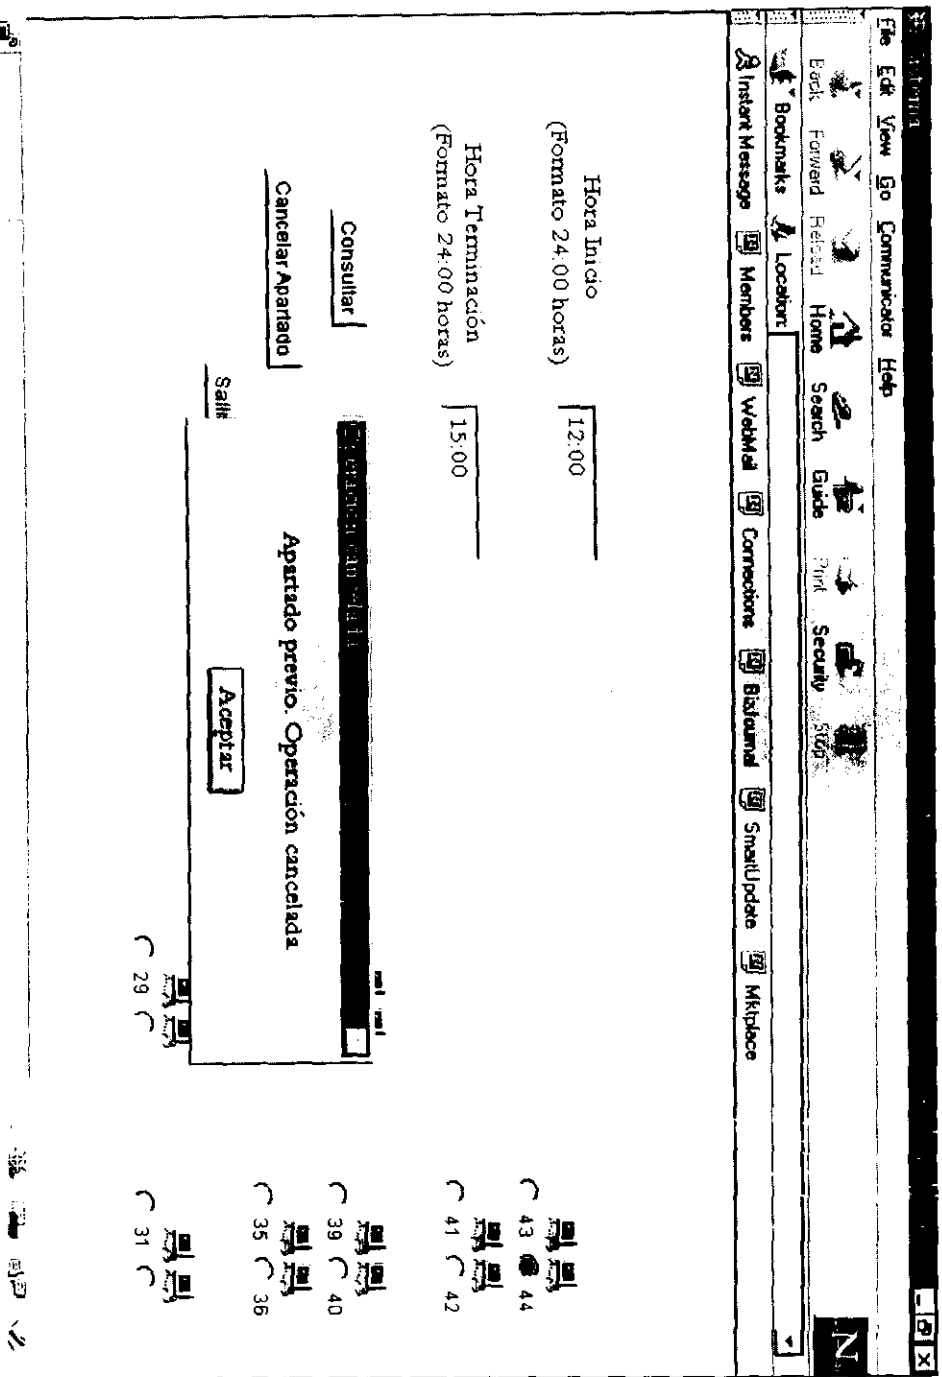 File Edit View Go Communicator Help
Back Forward Reload Home Search Guide Print Security Stop
N
Bookmarks Location:
Instant Message Members WebMail Connections BizJournal SmartUpdate Mktplace
Hora Inicio
(Formato 24:00 horas)
12:00
43 44
Hora Terminación
(Formato 24:00 horas)
15:00
41 42
Consultar
39 40
Cancelar Apartado
Apartado previo. Operación cancelada
35 36
Aceptar
29
31